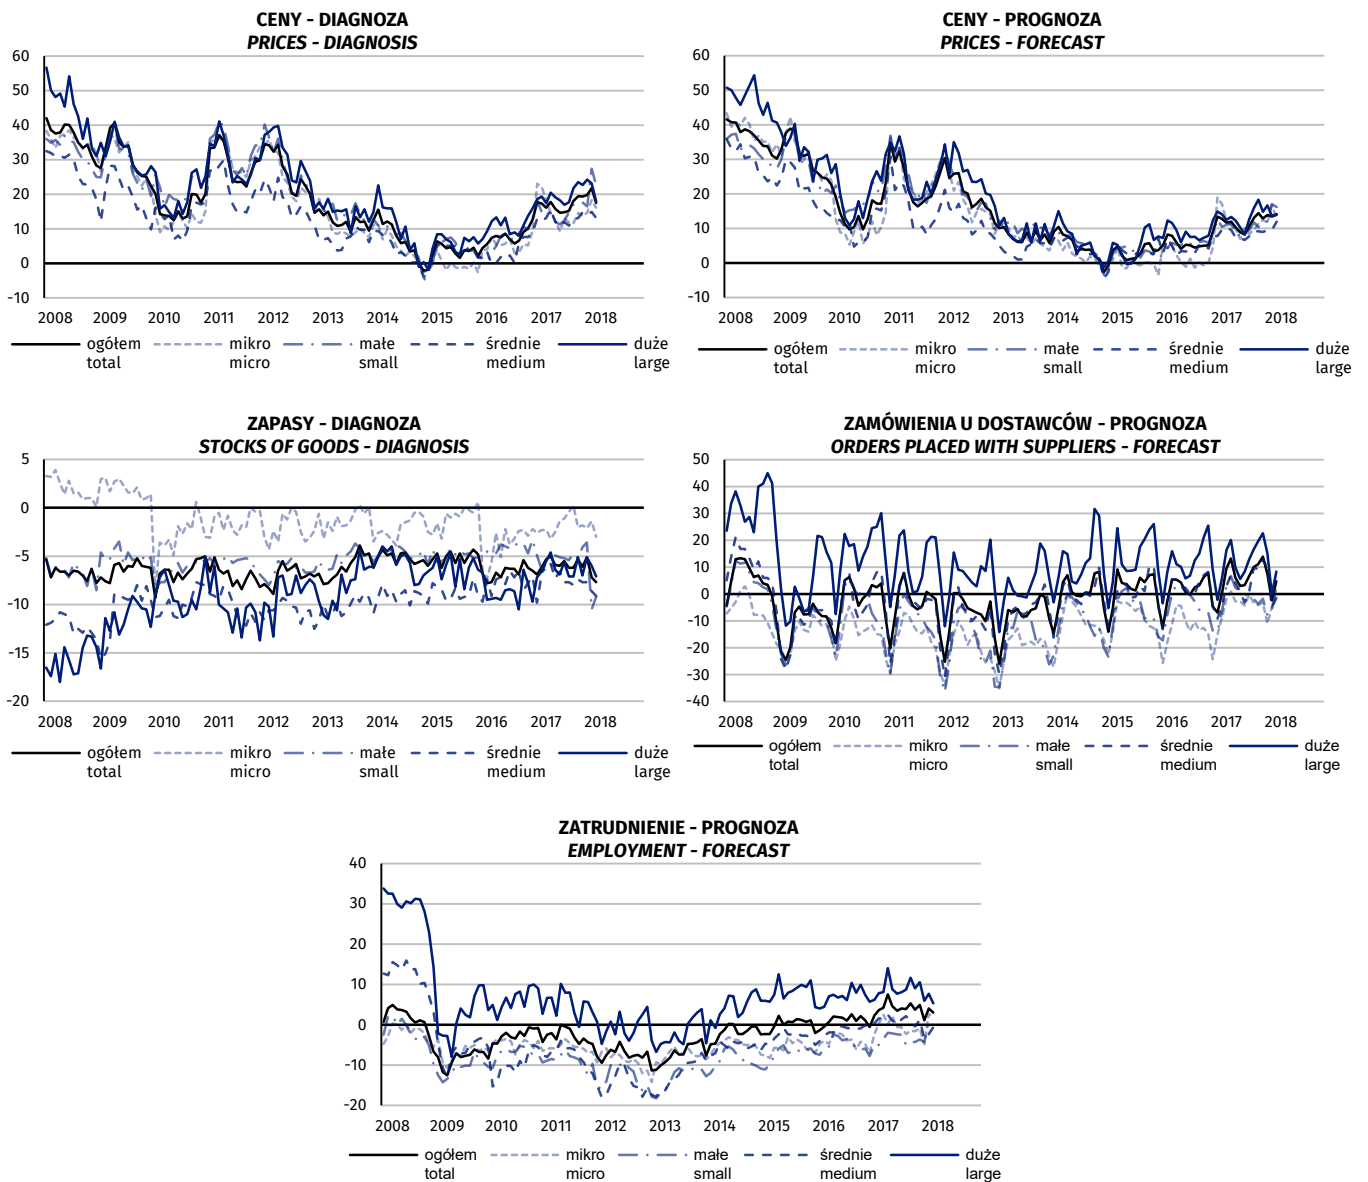 CENY - DIAGNOZA
PRICES - DIAGNOSIS
60
50
40
30
20
10
0
-10
2008 2009 2010 2011 2012 2013 2014 2015 2016 2017 2018
ogółem mikro małe średnie duże
total micro small medium large
CENY - PROGNOZA
PRICES - FORECAST
60
50
40
30
20
10
0
-10
2008 2009 2010 2011 2012 2013 2014 2015 2016 2017 2018
ogółem mikro małe średnie duże
total micro small medium large
ZAPASY - DIAGNOZA
STOCKS OF GOODS - DIAGNOSIS
5
0
-5
-10
-15
-20
2008 2009 2010 2011 2012 2013 2014 2015 2016 2017 2018
ogółem mikro małe średnie duże
total micro small medium large
ZAMÓWIENIA U DOSTAWCÓW - PROGNOZA
ORDERS PLACED WITH SUPPLIERS - FORECAST
50
40
30
20
10
0
-10
-20
-30
-40
2008 2009 2010 2011 2012 2013 2014 2015 2016 2017 2018
ogółem mikro małe średnie duże
total micro small medium large
ZATRUDNIENIE - PROGNOZA
EMPLOYMENT - FORECAST
40
30
20
10
0
-10
-20
2008 2009 2010 2011 2012 2013 2014 2015 2016 2017 2018
ogółem mikro małe średnie duże
total micro small medium large